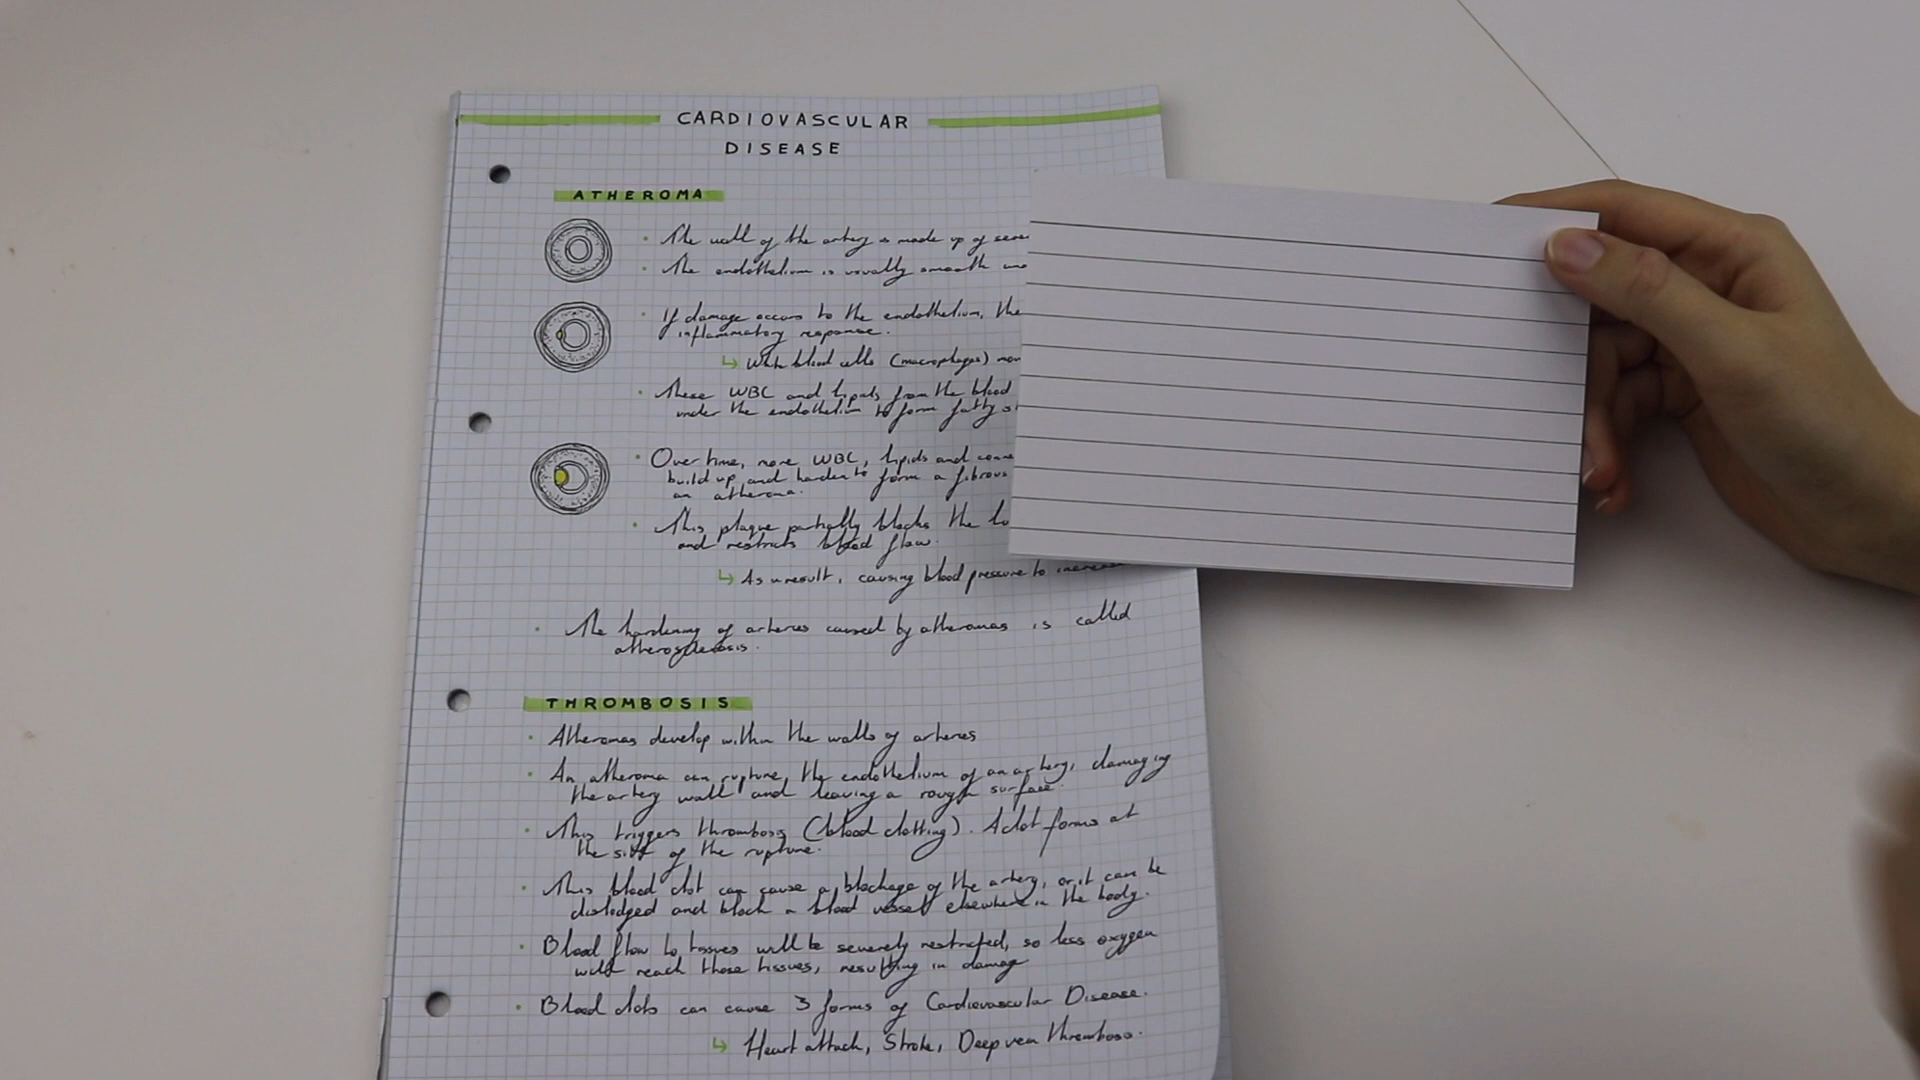 CARDIOVASCULAR
DISEASE
ATHEROMA
The wall of the artery is made up of
The endothelium is usually smooth
If damage occurs to the endothelium, the
inflammatory response.
White blood cells (macrophages)
These WBC and lipids from the blood
under the endothelium to form fatty
Over time, more WBC, lipids and
build up and harden to form a fibrous
an atheroma.
This plaque partially blocks the
and restricts blood flow.
As a result, causing blood pressure to increase
The hardening of arteries caused by atheromas is called
atherosclerosis.
THROMBOSIS
Atheromas develop within the walls of arteries
An atheroma can rupture, the endothelium of an artery, damaging
the artery wall and leaving a rough surface.
This triggers thrombosis (blood clotting). A clot forms at
the site of the rupture.
This blood clot can cause a blockage of the artery, or it can be
dislodged and block a blood vessel elsewhere in the body.
Blood flow to tissues will be severely restricted, so less oxygen
will reach those tissues, resulting in damage
Blood clots can cause 3 forms of Cardiovascular Disease.
Heart attack, Stroke, Deep vein thrombosis.